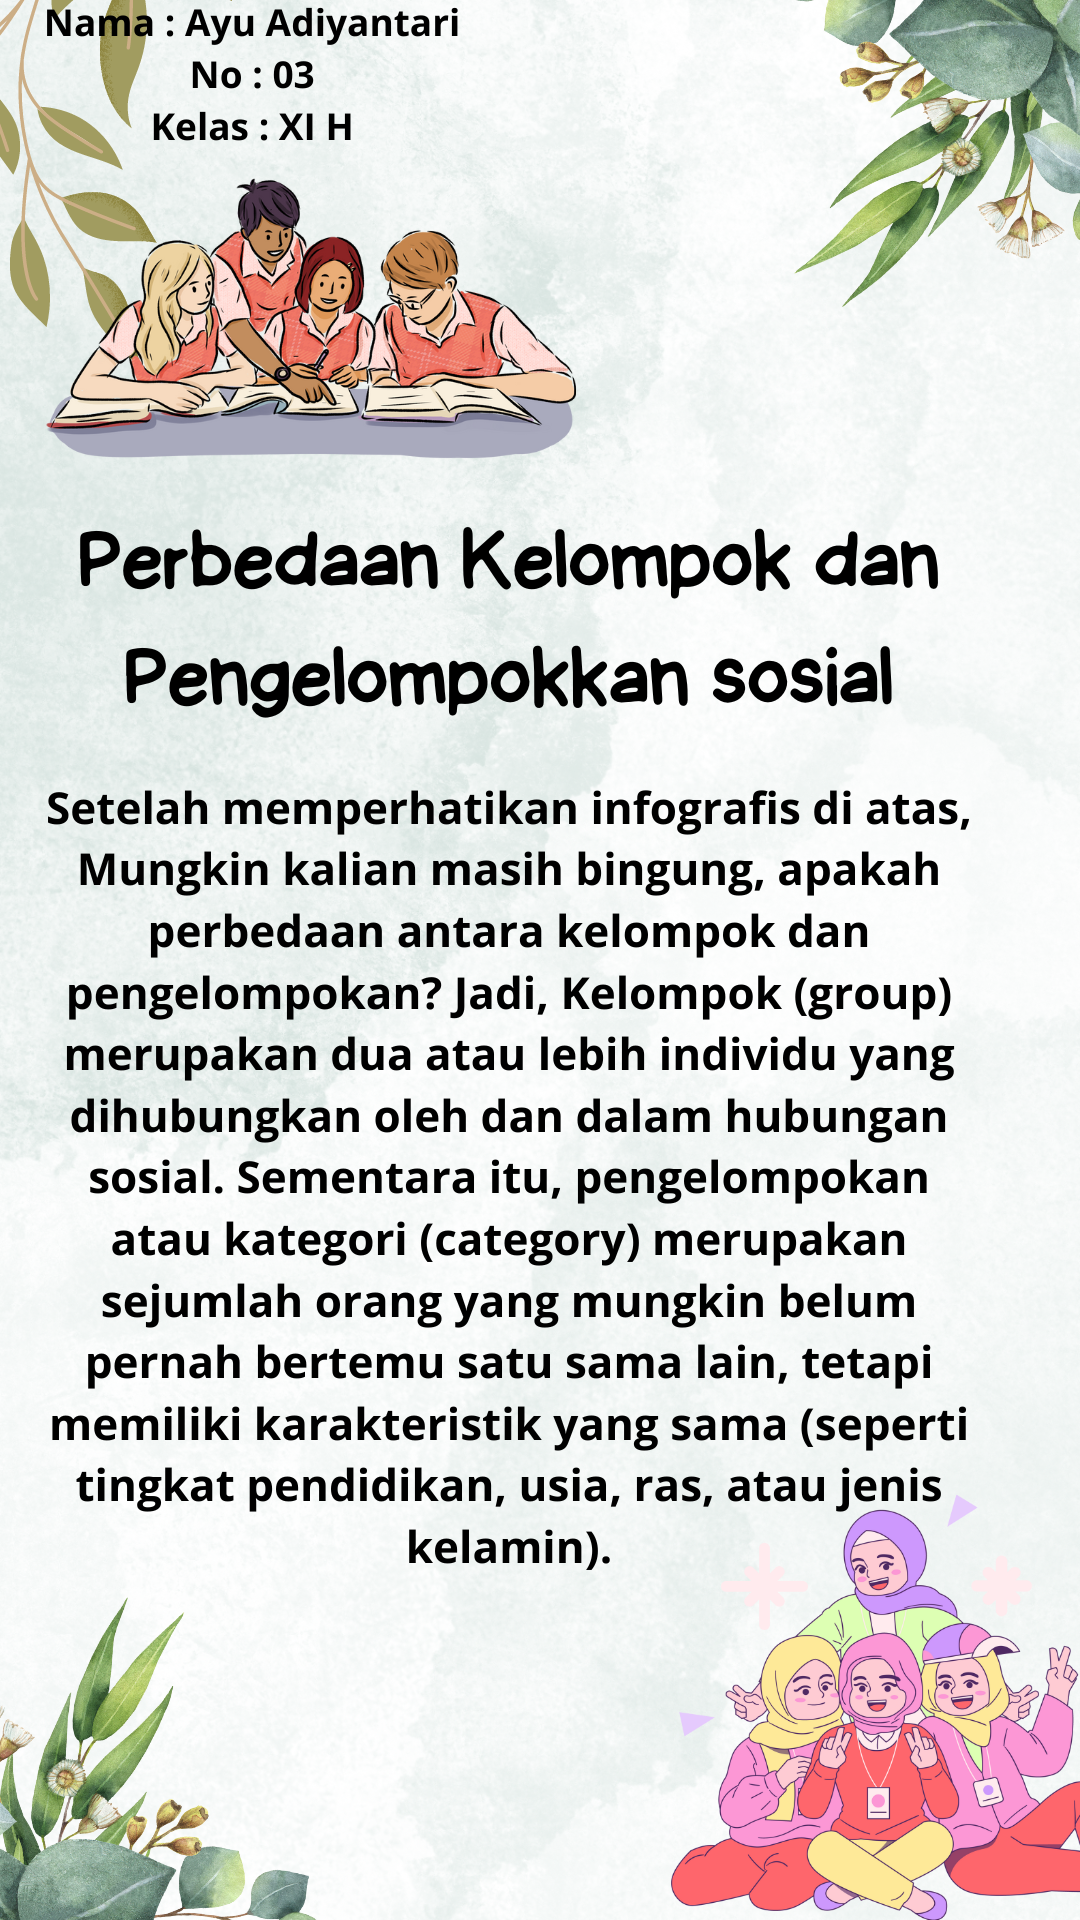 Nama : Ayu Adiyantari
No : 03
Kelas : XI H
Perbedaan Kelompok dan
Pengelompokkan sosial
Setelah memperhatikan infografis di atas,
Mungkin kalian masih bingung, apakah
perbedaan antara kelompok dan
pengelompokan? Jadi, Kelompok (group)
merupakan dua atau lebih individu yang
dihubungkan oleh dan dalam hubungan
sosial. Sementara itu, pengelompokan
atau kategori (category) merupakan
sejumlah orang yang mungkin belum
pernah bertemu satu sama lain, tetapi
memiliki karakteristik yang sama (seperti
tingkat pendidikan, usia, ras, atau jenis
kelamin).